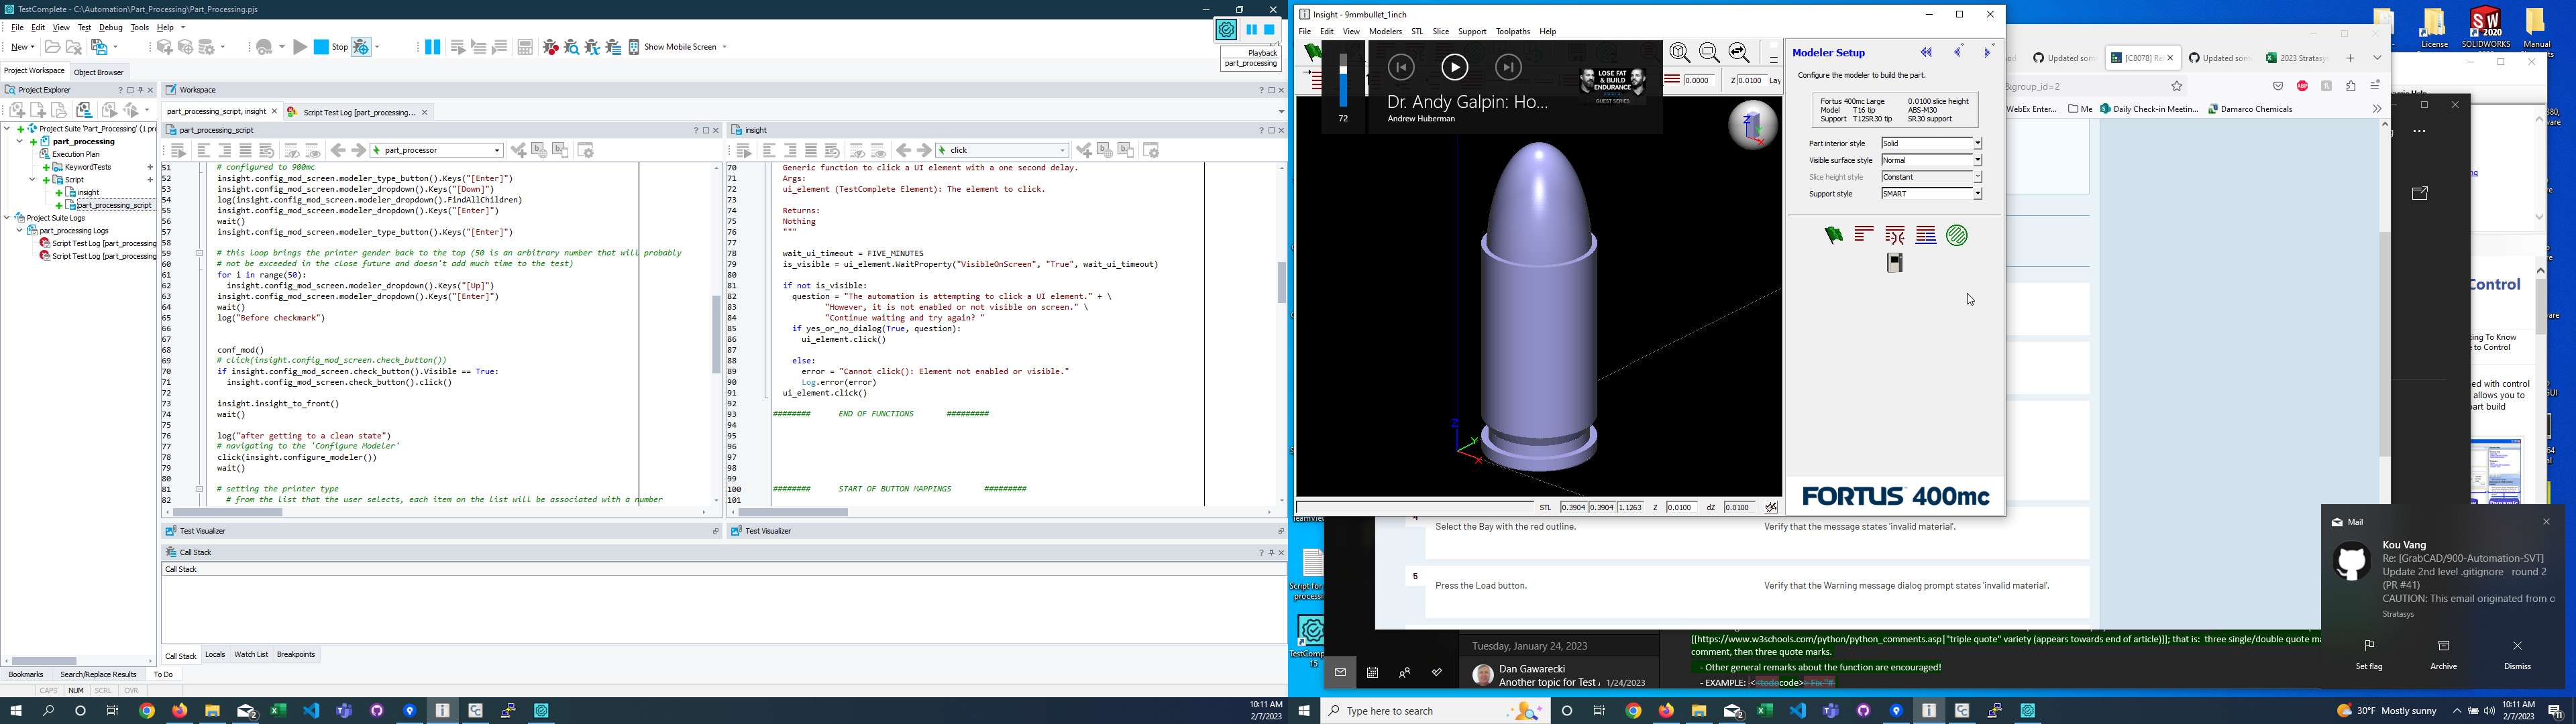 TestComplete - C:\Automation\Part_Processing\Part_Processing.pjs
File Edit View Test Debug Tools Help
New
Stop
Show Mobile Screen
Playback
part_processing
Project Workspace Object Browser
Project Explorer
Project Suite 'Part_Processing' (1 pro
part_processing
Execution Plan
KeywordTests
Script
insight
part_processing_script
Project Suite Logs
part_processing Logs
Script Test Log [part_processing
Script Test Log [part_processing
Workspace
part_processing_script, insight
Script Test Log [part_processing...
part_processing_script
part_processor
51 # configured to 900mc
52 insight.config_mod_screen.modeler_type_button().Keys("[Enter]")
53 insight.config_mod_screen.modeler_dropdown().Keys("[Down]")
54 log(insight.config_mod_screen.modeler_dropdown().FindAllChildren)
55 insight.config_mod_screen.modeler_dropdown().Keys("[Enter]")
56 wait()
57 insight.config_mod_screen.modeler_type_button().Keys("[Enter]")
58
59 # this loop brings the printer gender back to the top (50 is an arbitrary number that will probably
60 # not be exceeded in the close future and doesn't add much time to the test)
61 for i in range(50):
62 insight.config_mod_screen.modeler_dropdown().Keys("[Up]")
63 insight.config_mod_screen.modeler_dropdown().Keys("[Enter]")
64 wait()
65 log("Before checkmark")
66
67
68 conf_mod()
69 # click(insight.config_mod_screen.check_button())
70 if insight.config_mod_screen.check_button().Visible == True:
71 insight.config_mod_screen.check_button().click()
72
73 insight.insight_to_front()
74 wait()
75
76 log("after getting to a clean state")
77 # navigating to the 'Configure Modeler'
78 click(insight.configure_modeler())
79 wait()
80
81 # setting the printer type
82 # from the list that the user selects, each item on the list will be associated with a number
insight
click
70 Generic function to click a UI element with a one second delay.
71 Args:
72 ui_element (TestComplete Element): The element to click.
73
74 Returns:
75 Nothing
76 """
77
78 wait_ui_timeout = FIVE_MINUTES
79 is_visible = ui_element.WaitProperty("VisibleOnScreen", "True", wait_ui_timeout)
80
81 if not is_visible:
82 question = "The automation is attempting to click a UI element." + \
83 "However, it is not enabled or not visible on screen." \
84 "Continue waiting and try again? "
85 if yes_or_no_dialog(True, question):
86 ui_element.click()
87
88 else:
89 error = "Cannot click(): Element not enabled or visible."
90 Log.error(error)
91 ui_element.click()
92
93 ######## END OF FUNCTIONS #########
94
95
96
97
98
99
100 ######## START OF BUTTON MAPPINGS #########
101
Test Visualizer
Test Visualizer
Call Stack
Call Stack
Call Stack Locals Watch List Breakpoints
Bookmarks Search/Replace Results To Do
CAPS NUM SCRL OVR
10:11 AM
2/7/2023
Insight - 9mmbullet_1inch
File Edit View Modelers STL Slice Support Toolpaths Help
72
Dr. Andy Galpin: Ho...
Andrew Huberman
LOSE FAT
& BUILD
ENDURANCE
GUEST SERIES
0.0000
Z 0.0100 Lay
Modeler Setup
Configure the modeler to build the part.
Fortus 400mc Large 0.0100 slice height
Model T16 tip ABS-M30
Support T12SR30 tip SR30 support
Part interior style Solid
Visible surface style Normal
Slice height style Constant
Support style SMART
Z
Y
X
STL 0.3904 0.3904 1.1263 Z 0.0100 dZ 0.0100
FORTUS 400mc
License
SOLIDWORKS
2020
Manual
Updated som
[C8078] Re
Updated som
2023 Stratasys
&group_id=2
WebEx Enter... Me Daily Check-in Meetin... Damarco Chemicals
Control
ting To Know
to Control
ed with control
allows you to
art build
Select the Bay with the red outline. Verify that the message states 'invalid material'.
5 Press the Load button. Verify that the Warning message dialog prompt states 'invalid material'.
TeamView
Script for
processin
TestComp
15
Tuesday, January 24, 2023
Dan Gawarecki
Another topic for Test 1/24/2023
[[https://www.w3schools.com/python/python_comments.asp|"triple quote" variety (appears towards end of article)]]; that is: three single/double quote ma
comment, then three quote marks.
- Other general remarks about the function are encouraged!
- EXAMPLE: <<todocode>> Fix "#
Mail
Kou Vang
Re: [GrabCAD/900-Automation-SVT]
Update 2nd level .gitignore round 2
(PR #41)
CAUTION: This email originated from o
Stratasys
Set flag Archive Dismiss
Type here to search
30°F Mostly sunny
10:11 AM
2/7/2023